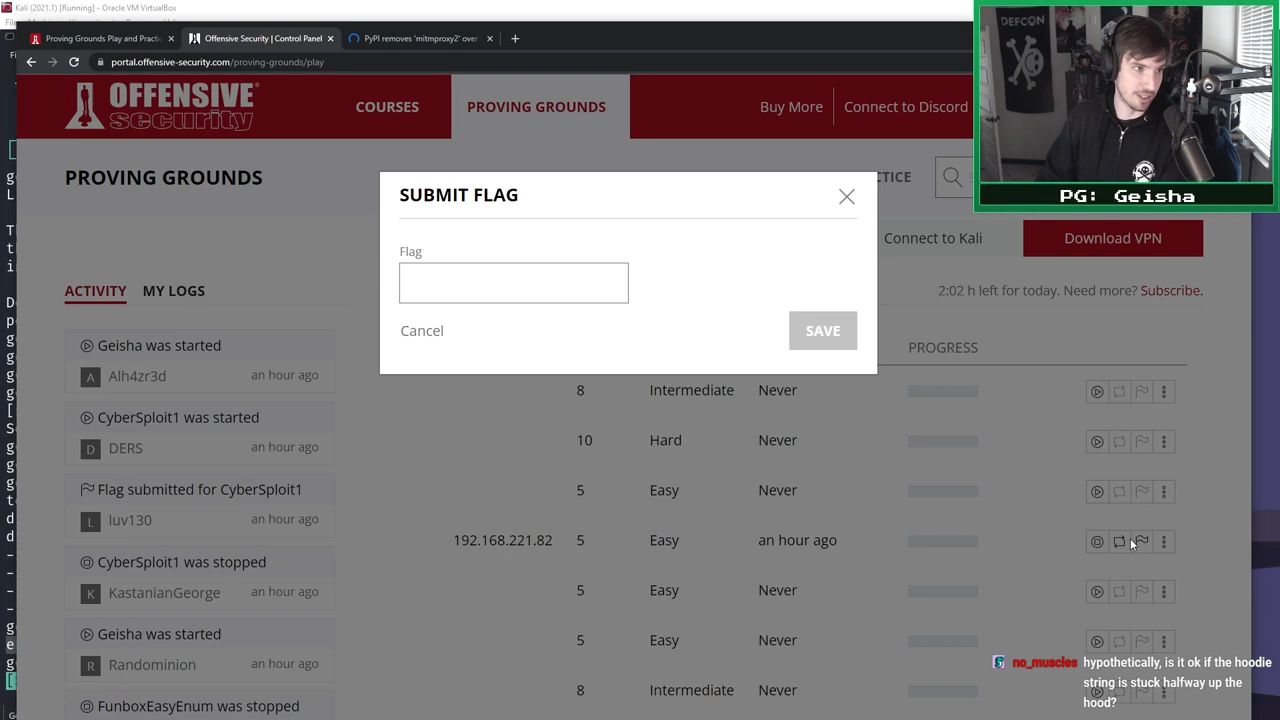 Kali (2021.1) [Running] - Oracle VM VirtualBox
Proving Grounds Play and Practic
Offensive Security | Control Panel
PyPI removes 'mitmproxy2' over
portal.offensive-security.com/proving-grounds/play
OFFENSIVE
security
COURSES
PROVING GROUNDS
Buy More
Connect to Discord
DEFCON
PG: Geisha
PROVING GROUNDS
CTICE
SUBMIT FLAG
Flag
Cancel
SAVE
Connect to Kali
Download VPN
ACTIVITY
MY LOGS
2:02 h left for today. Need more? Subscribe.
PROGRESS
Geisha was started
A Alh4zr3d an hour ago
CyberSploit1 was started
D DERS an hour ago
Flag submitted for CyberSploit1
L luv130 an hour ago
CyberSploit1 was stopped
K KastanianGeorge an hour ago
Geisha was started
R Randominion an hour ago
FunboxEasyEnum was stopped
8 Intermediate Never
10 Hard Never
5 Easy Never
192.168.221.82 5 Easy an hour ago
5 Easy Never
5 Easy Never
8 Intermediate Never
no_muscles hypothetically, is it ok if the hoodie
string is stuck halfway up the
hood?